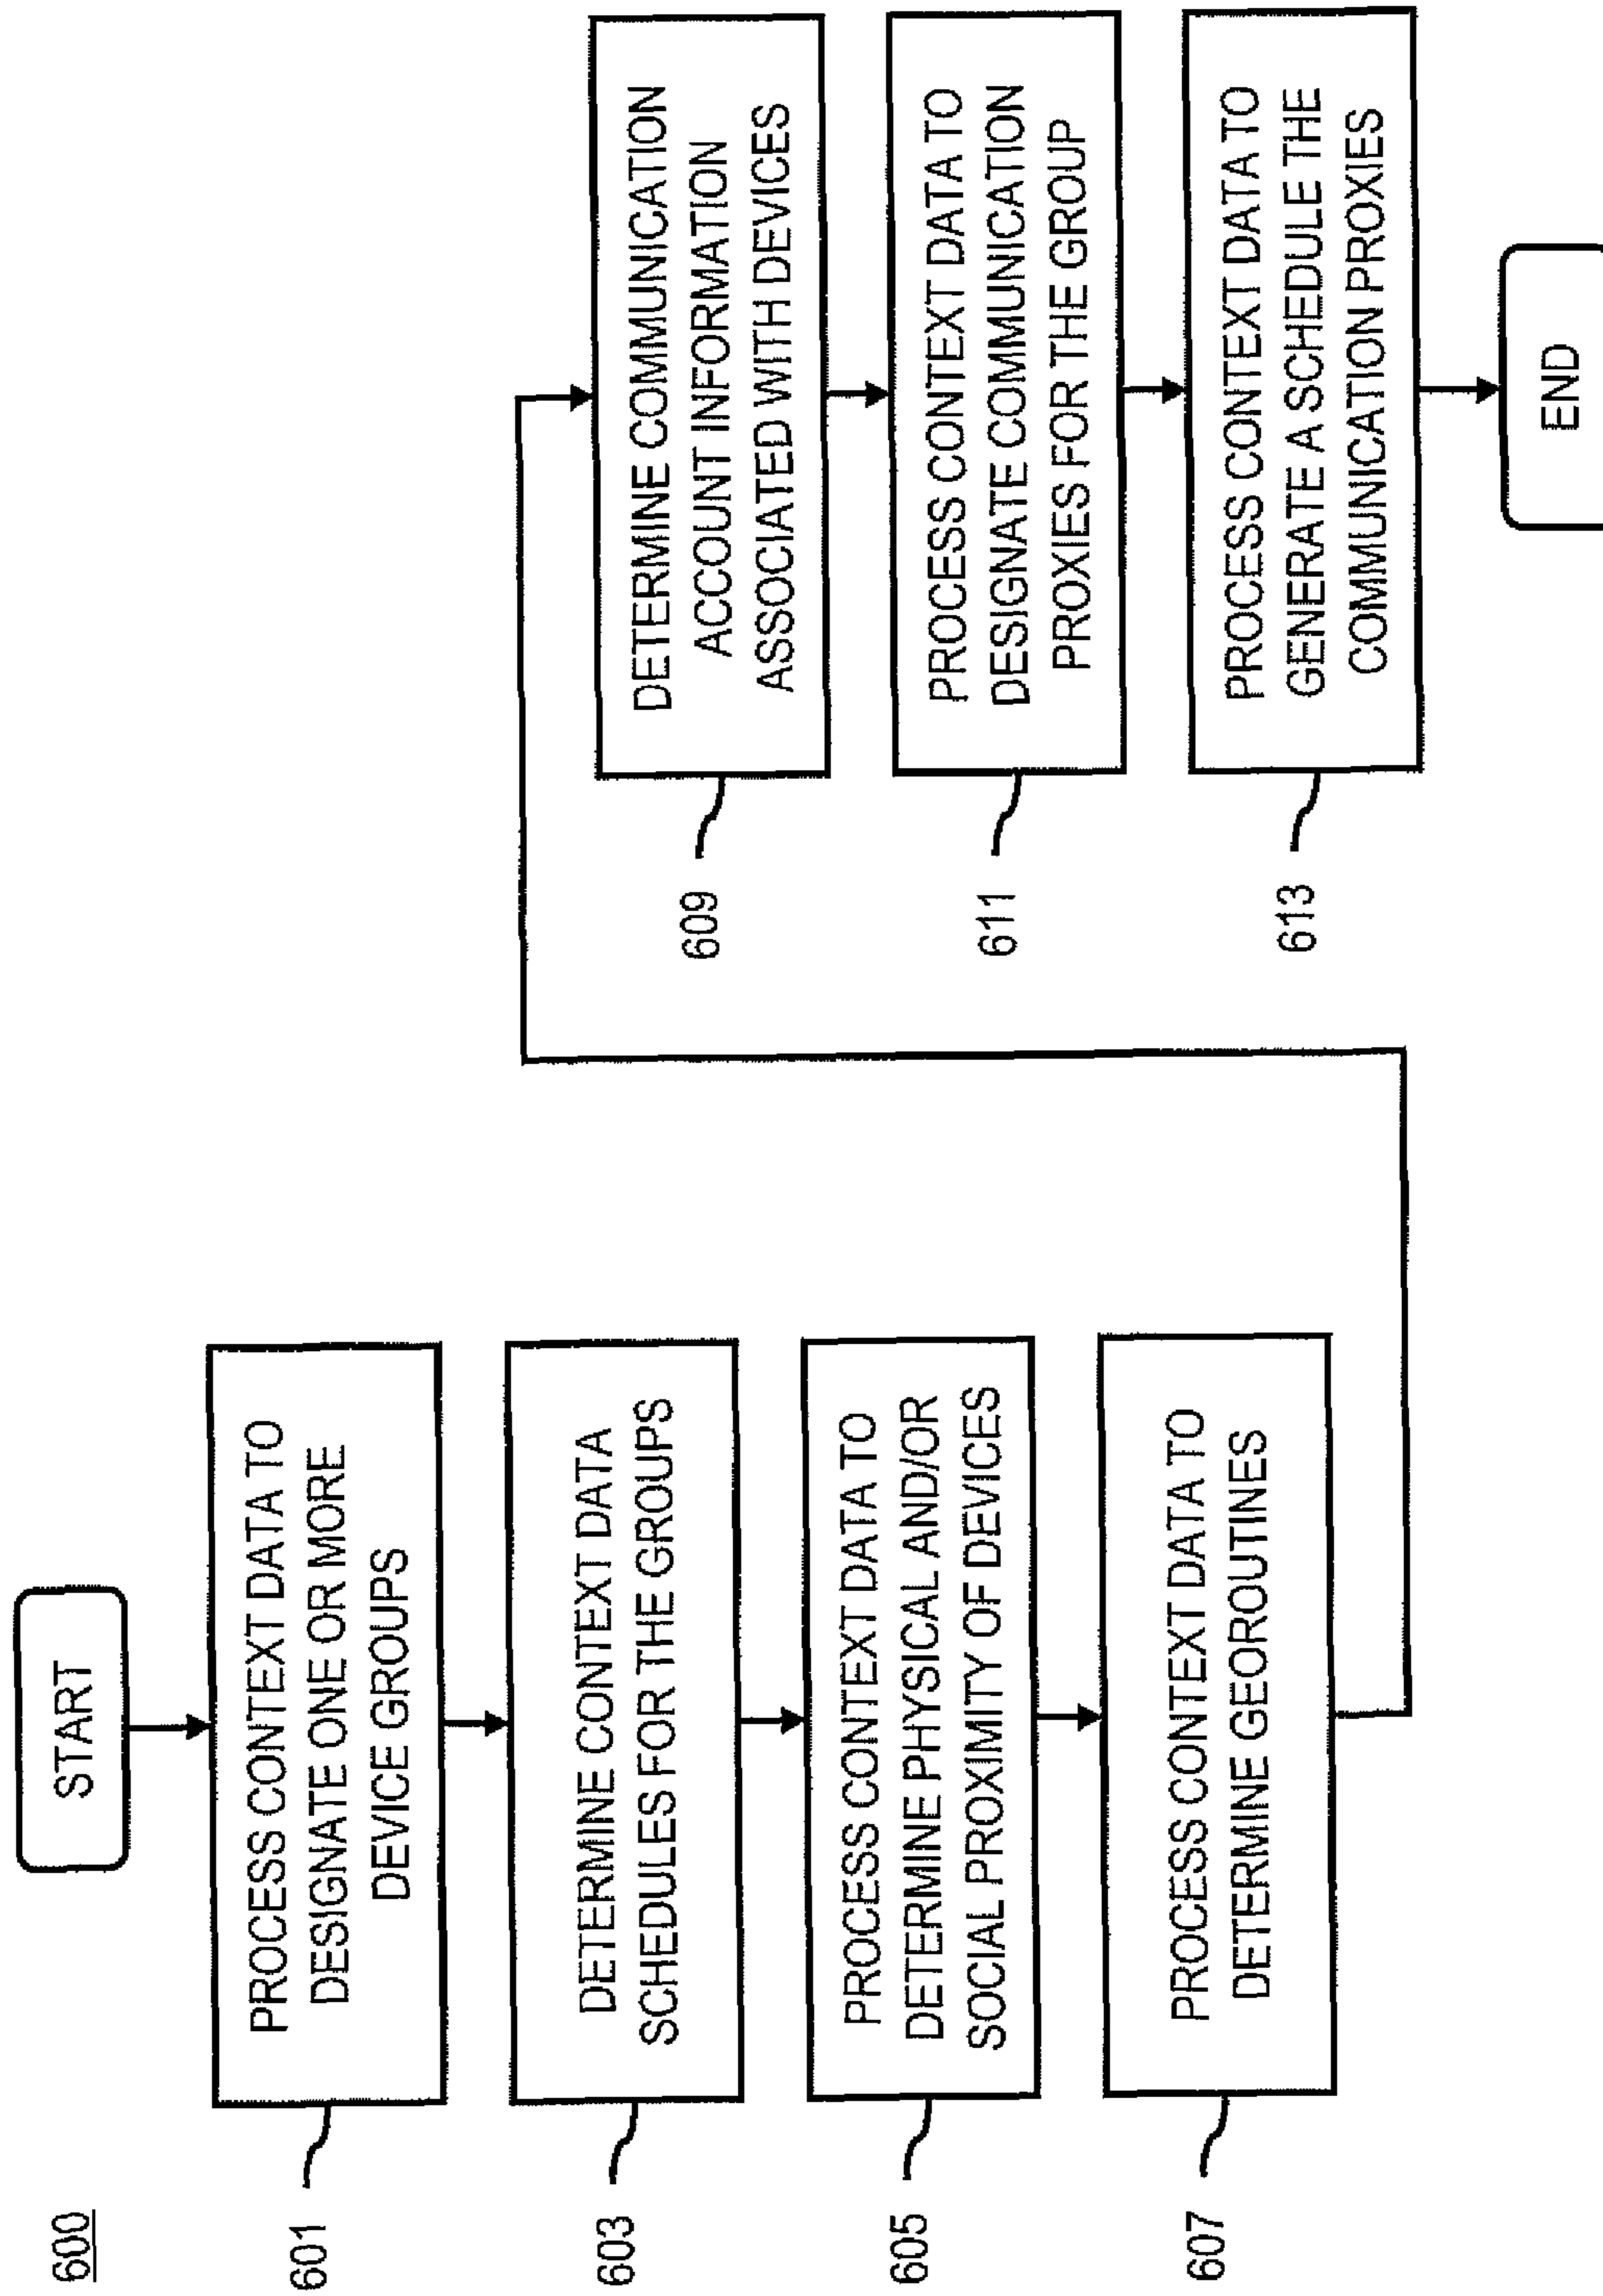 600
START
601
PROCESS CONTEXT DATA TO
DESIGNATE ONE OR MORE
DEVICE GROUPS
603
DETERMINE CONTEXT DATA
SCHEDULES FOR THE GROUPS
605
PROCESS CONTEXT DATA TO
DETERMINE PHYSICAL AND/OR
SOCIAL PROXIMITY OF DEVICES
607
PROCESS CONTEXT DATA TO
DETERMINE GEOROUTINES
609
DETERMINE COMMUNICATION
ACCOUNT INFORMATION
ASSOCIATED WITH DEVICES
611
PROCESS CONTEXT DATA TO
DESIGNATE COMMUNICATION
PROXIES FOR THE GROUP
613
PROCESS CONTEXT DATA TO
GENERATE A SCHEDULE THE
COMMUNICATION PROXIES
END